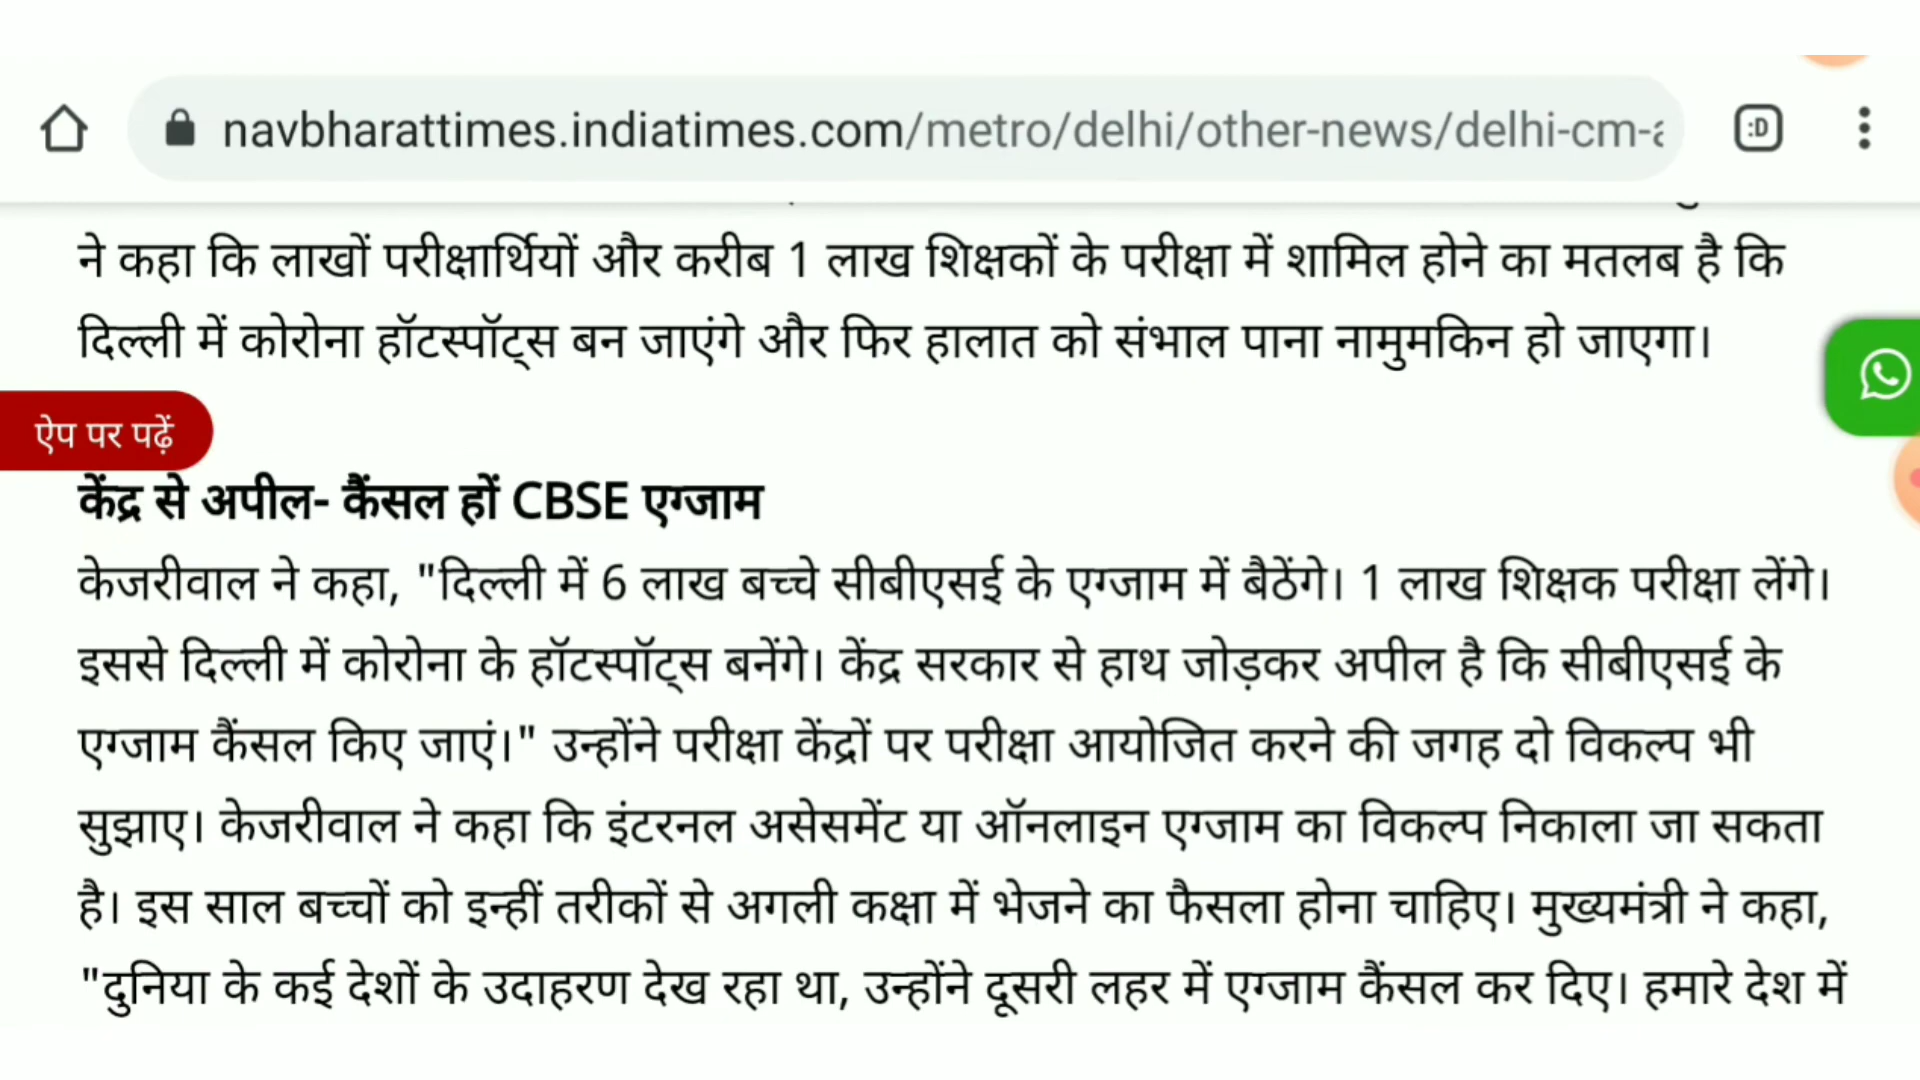 navbharattimes.indiatimes.com/metro/delhi/other-news/delhi-cm-a
:D
ने कहा कि लाखों परीक्षार्थियों और करीब 1 लाख शिक्षकों के परीक्षा में शामिल होने का मतलब है कि
दिल्ली में कोरोना हॉटस्पॉट्स बन जाएंगे और फिर हालात को संभाल पाना नामुमकिन हो जाएगा।
ऐप पर पढ़ें
केंद्र से अपील- कैंसल हों CBSE एग्जाम
केजरीवाल ने कहा, "दिल्ली में 6 लाख बच्चे सीबीएसई के एग्जाम में बैठेंगे। 1 लाख शिक्षक परीक्षा लेंगे।
इससे दिल्ली में कोरोना के हॉटस्पॉट्स बनेंगे। केंद्र सरकार से हाथ जोड़कर अपील है कि सीबीएसई के
एग्जाम कैंसल किए जाएं।" उन्होंने परीक्षा केंद्रों पर परीक्षा आयोजित करने की जगह दो विकल्प भी
सुझाए। केजरीवाल ने कहा कि इंटरनल असेसमेंट या ऑनलाइन एग्जाम का विकल्प निकाला जा सकता
है। इस साल बच्चों को इन्हीं तरीकों से अगली कक्षा में भेजने का फैसला होना चाहिए। मुख्यमंत्री ने कहा,
"दुनिया के कई देशों के उदाहरण देख रहा था, उन्होंने दूसरी लहर में एग्जाम कैंसल कर दिए। हमारे देश में